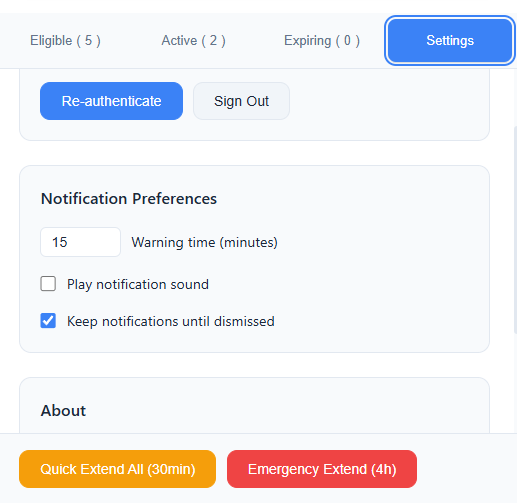 Eligible ( 5 ) Active ( 2 ) Expiring ( 0 ) Settings
Re-authenticate Sign Out
Notification Preferences
15 Warning time (minutes)
Play notification sound
Keep notifications until dismissed
About
Quick Extend All (30min) Emergency Extend (4h)